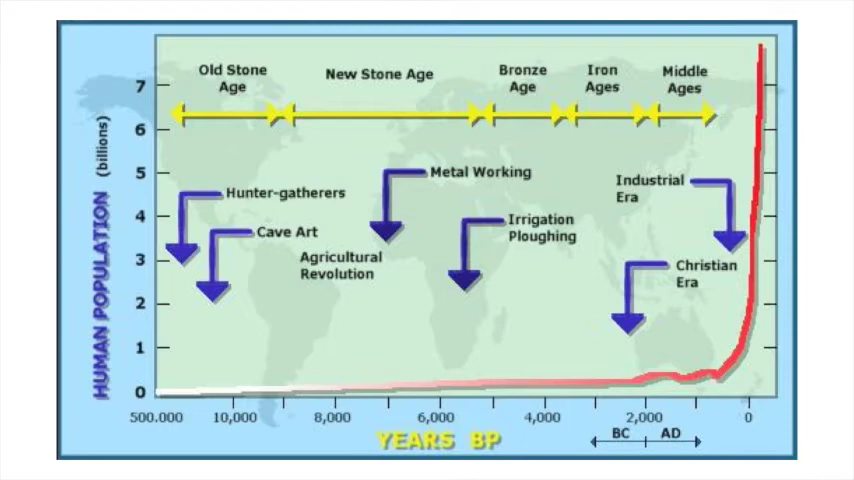 Old Stone
Age
New Stone Age
Bronze
Age
Iron
Ages
Middle
Ages
7
6
5
4
3
2
1
0
HUMAN POPULATION (billions)
Metal Working
Hunter-gatherers
Industrial
Era
Cave Art
Irrigation
Ploughing
Agricultural
Revolution
Christian
Era
500.000 10,000 8,000 6,000 4,000 2,000 0
YEARS BP
BC AD